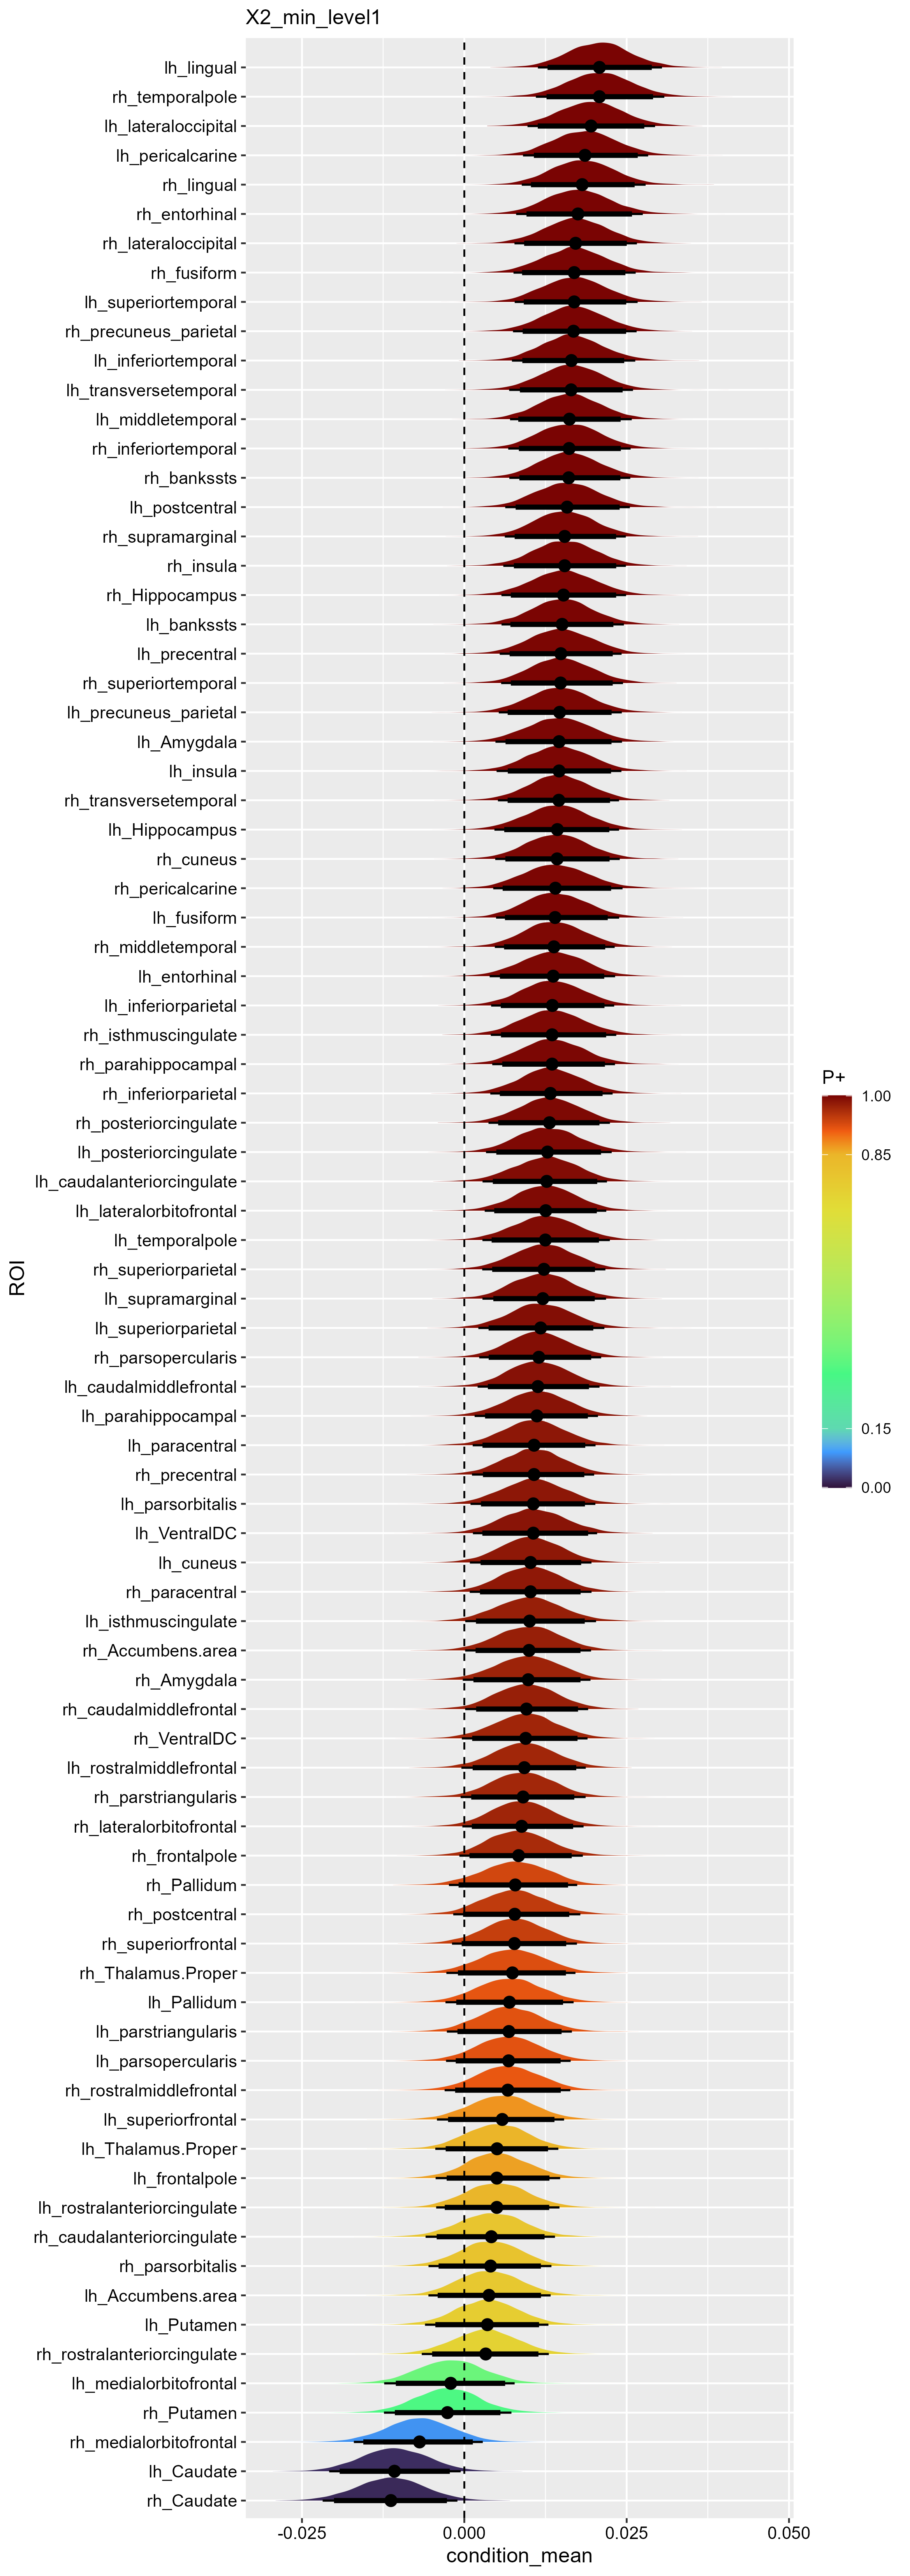 X2_min_level1
lh_lingual
rh_temporalpole
lh_lateraloccipital
lh_pericalcarine
rh_lingual
rh_entorhinal
rh_lateraloccipital
rh_fusiform
lh_superiortemporal
rh_precuneus_parietal
lh_inferiortemporal
lh_transversetemporal
lh_middletemporal
rh_inferiortemporal
rh_bankssts
lh_postcentral
rh_supramarginal
rh_insula
rh_Hippocampus
lh_bankssts
lh_precentral
rh_superiortemporal
lh_precuneus_parietal
lh_Amygdala
lh_insula
rh_transversetemporal
lh_Hippocampus
rh_cuneus
rh_pericalcarine
lh_fusiform
rh_middletemporal
lh_entorhinal
lh_inferiorparietal
rh_isthmuscingulate
rh_parahippocampal
rh_inferiorparietal
rh_posteriorcingulate
lh_posteriorcingulate
lh_caudalanteriorcingulate
lh_lateralorbitofrontal
lh_temporalpole
rh_superiorparietal
lh_supramarginal
lh_superiorparietal
rh_parsopercularis
lh_caudalmiddlefrontal
lh_parahippocampal
lh_paracentral
rh_precentral
lh_parsorbitalis
lh_VentralDC
lh_cuneus
rh_paracentral
lh_isthmuscingulate
rh_Accumbens.area
rh_Amygdala
rh_caudalmiddlefrontal
rh_VentralDC
lh_rostralmiddlefrontal
rh_parstriangularis
rh_lateralorbitofrontal
rh_frontalpole
rh_Pallidum
rh_postcentral
rh_superiorfrontal
rh_Thalamus.Proper
lh_Pallidum
lh_parstriangularis
lh_parsopercularis
rh_rostralmiddlefrontal
lh_superiorfrontal
lh_Thalamus.Proper
lh_frontalpole
lh_rostralanteriorcingulate
rh_caudalanteriorcingulate
rh_parsorbitalis
lh_Accumbens.area
lh_Putamen
rh_rostralanteriorcingulate
lh_medialorbitofrontal
rh_Putamen
rh_medialorbitofrontal
lh_Caudate
rh_Caudate
-0.025 0.000 0.025 0.050
condition_mean
ROI
P+
1.00
0.85
0.15
0.00